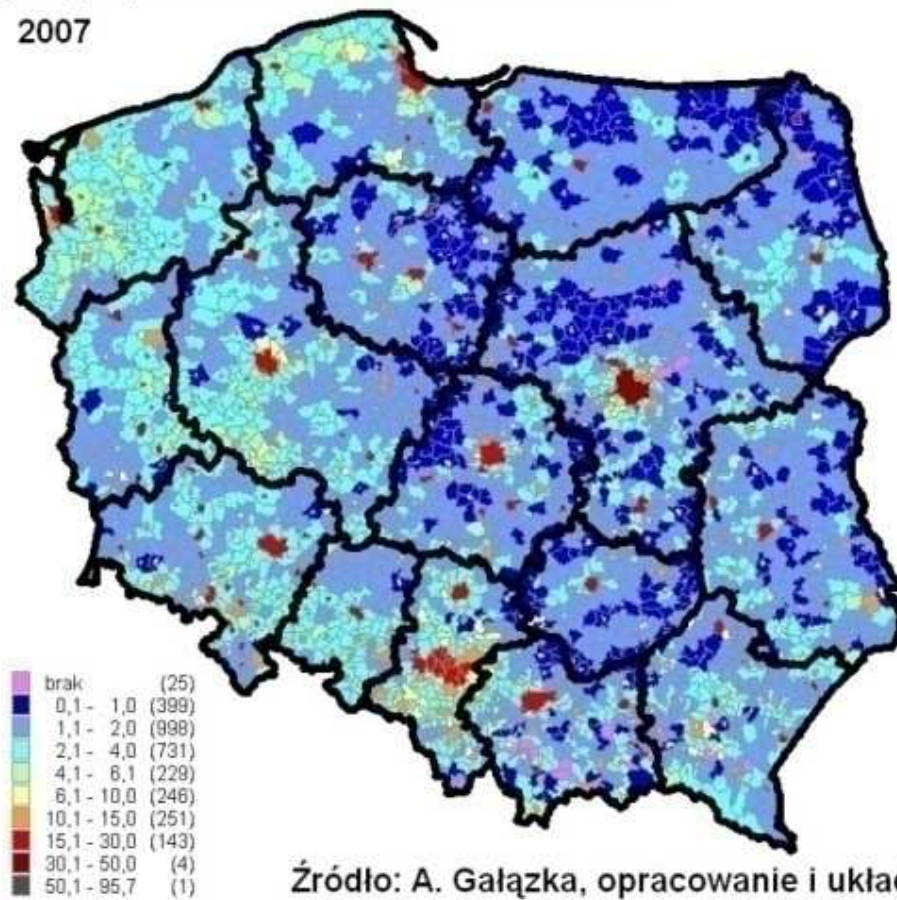 2007
brak (25)
0,1 - 1,0 (399)
1,1 - 2,0 (998)
2,1 - 4,0 (731)
4,1 - 6,1 (229)
6,1 - 10,0 (246)
10,1 - 15,0 (251)
15,1 - 30,0 (143)
30,1 - 50,0 (4)
50,1 - 95,7 (1)
Źródło: A. Gałązka, opracowanie i ukła